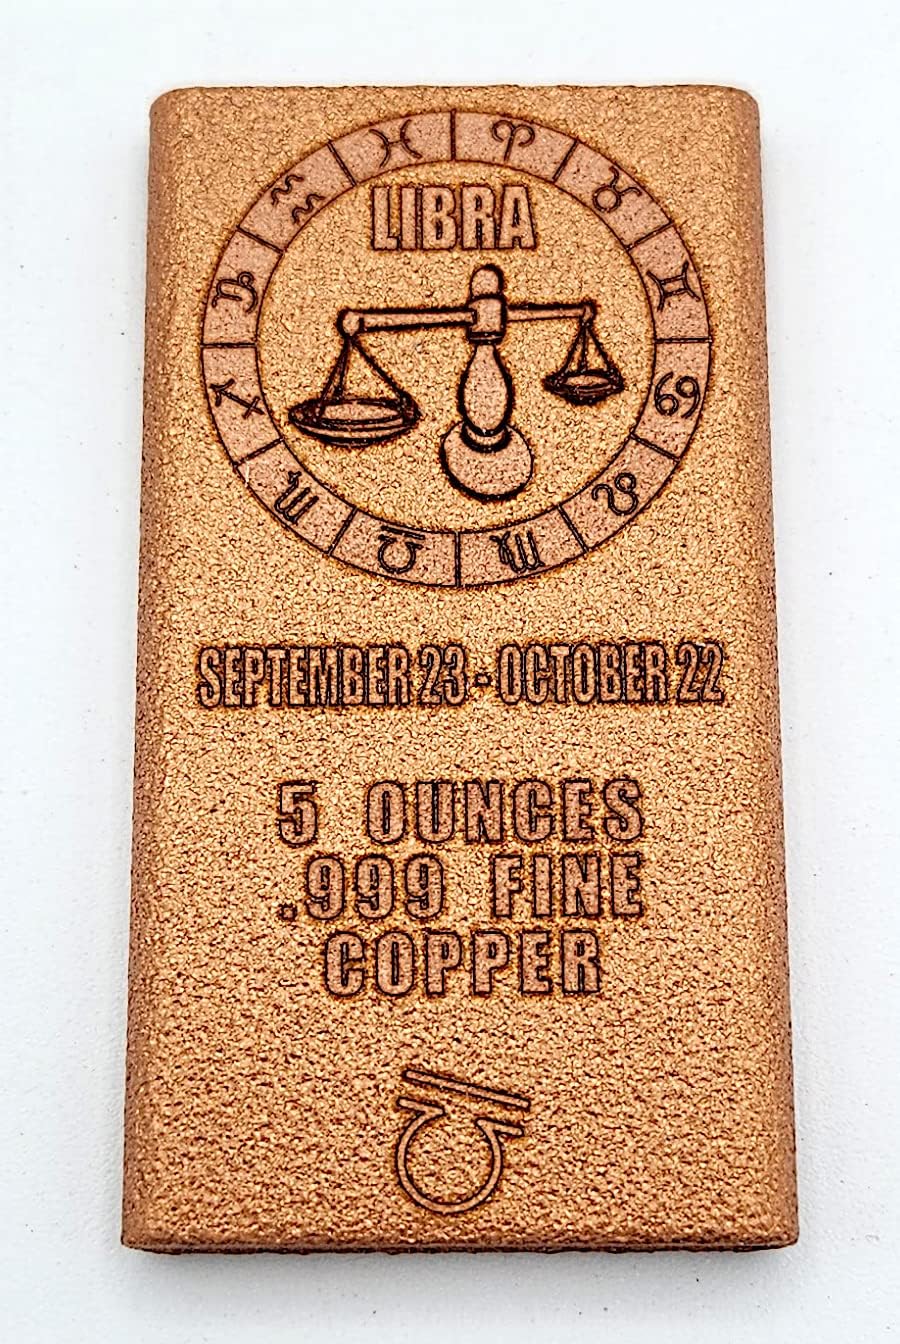 LIBRA
SEPTEMBER 23 - OCTOBER 22
5 OUNCES
.999 FINE
COPPER